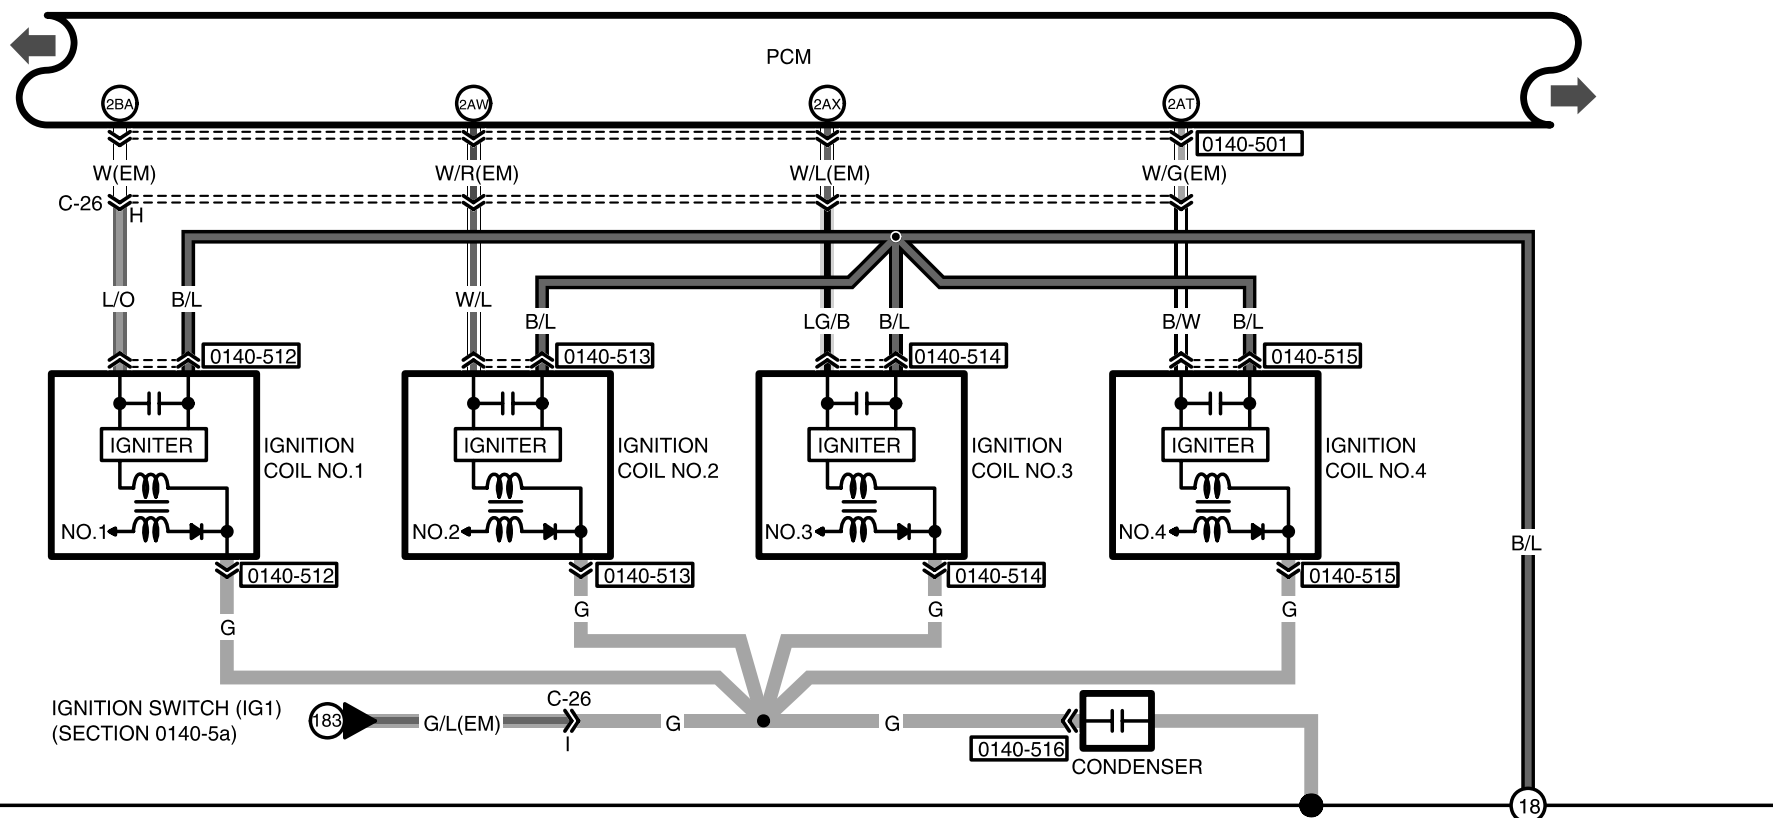 PCM
2BA 2AW 2AX 2AT
0140-501
W(EM) W/R(EM) W/L(EM) W/G(EM)
C-26
H
L/O B/L W/L
B/L LG/B B/L B/W B/L
0140-512 0140-513 0140-514 0140-515
IGNITER IGNITION IGNITER IGNITION IGNITER IGNITION IGNITER IGNITION
COIL NO.1 COIL NO.2 COIL NO.3 COIL NO.4
NO.1 NO.2 NO.3 NO.4
B/L
0140-512 0140-513 0140-514 0140-515
G G G
G
C-26
IGNITION SWITCH (IG1)
183 G/L(EM) G G
(SECTION 0140-5a)
I
0140-516
CONDENSER
18